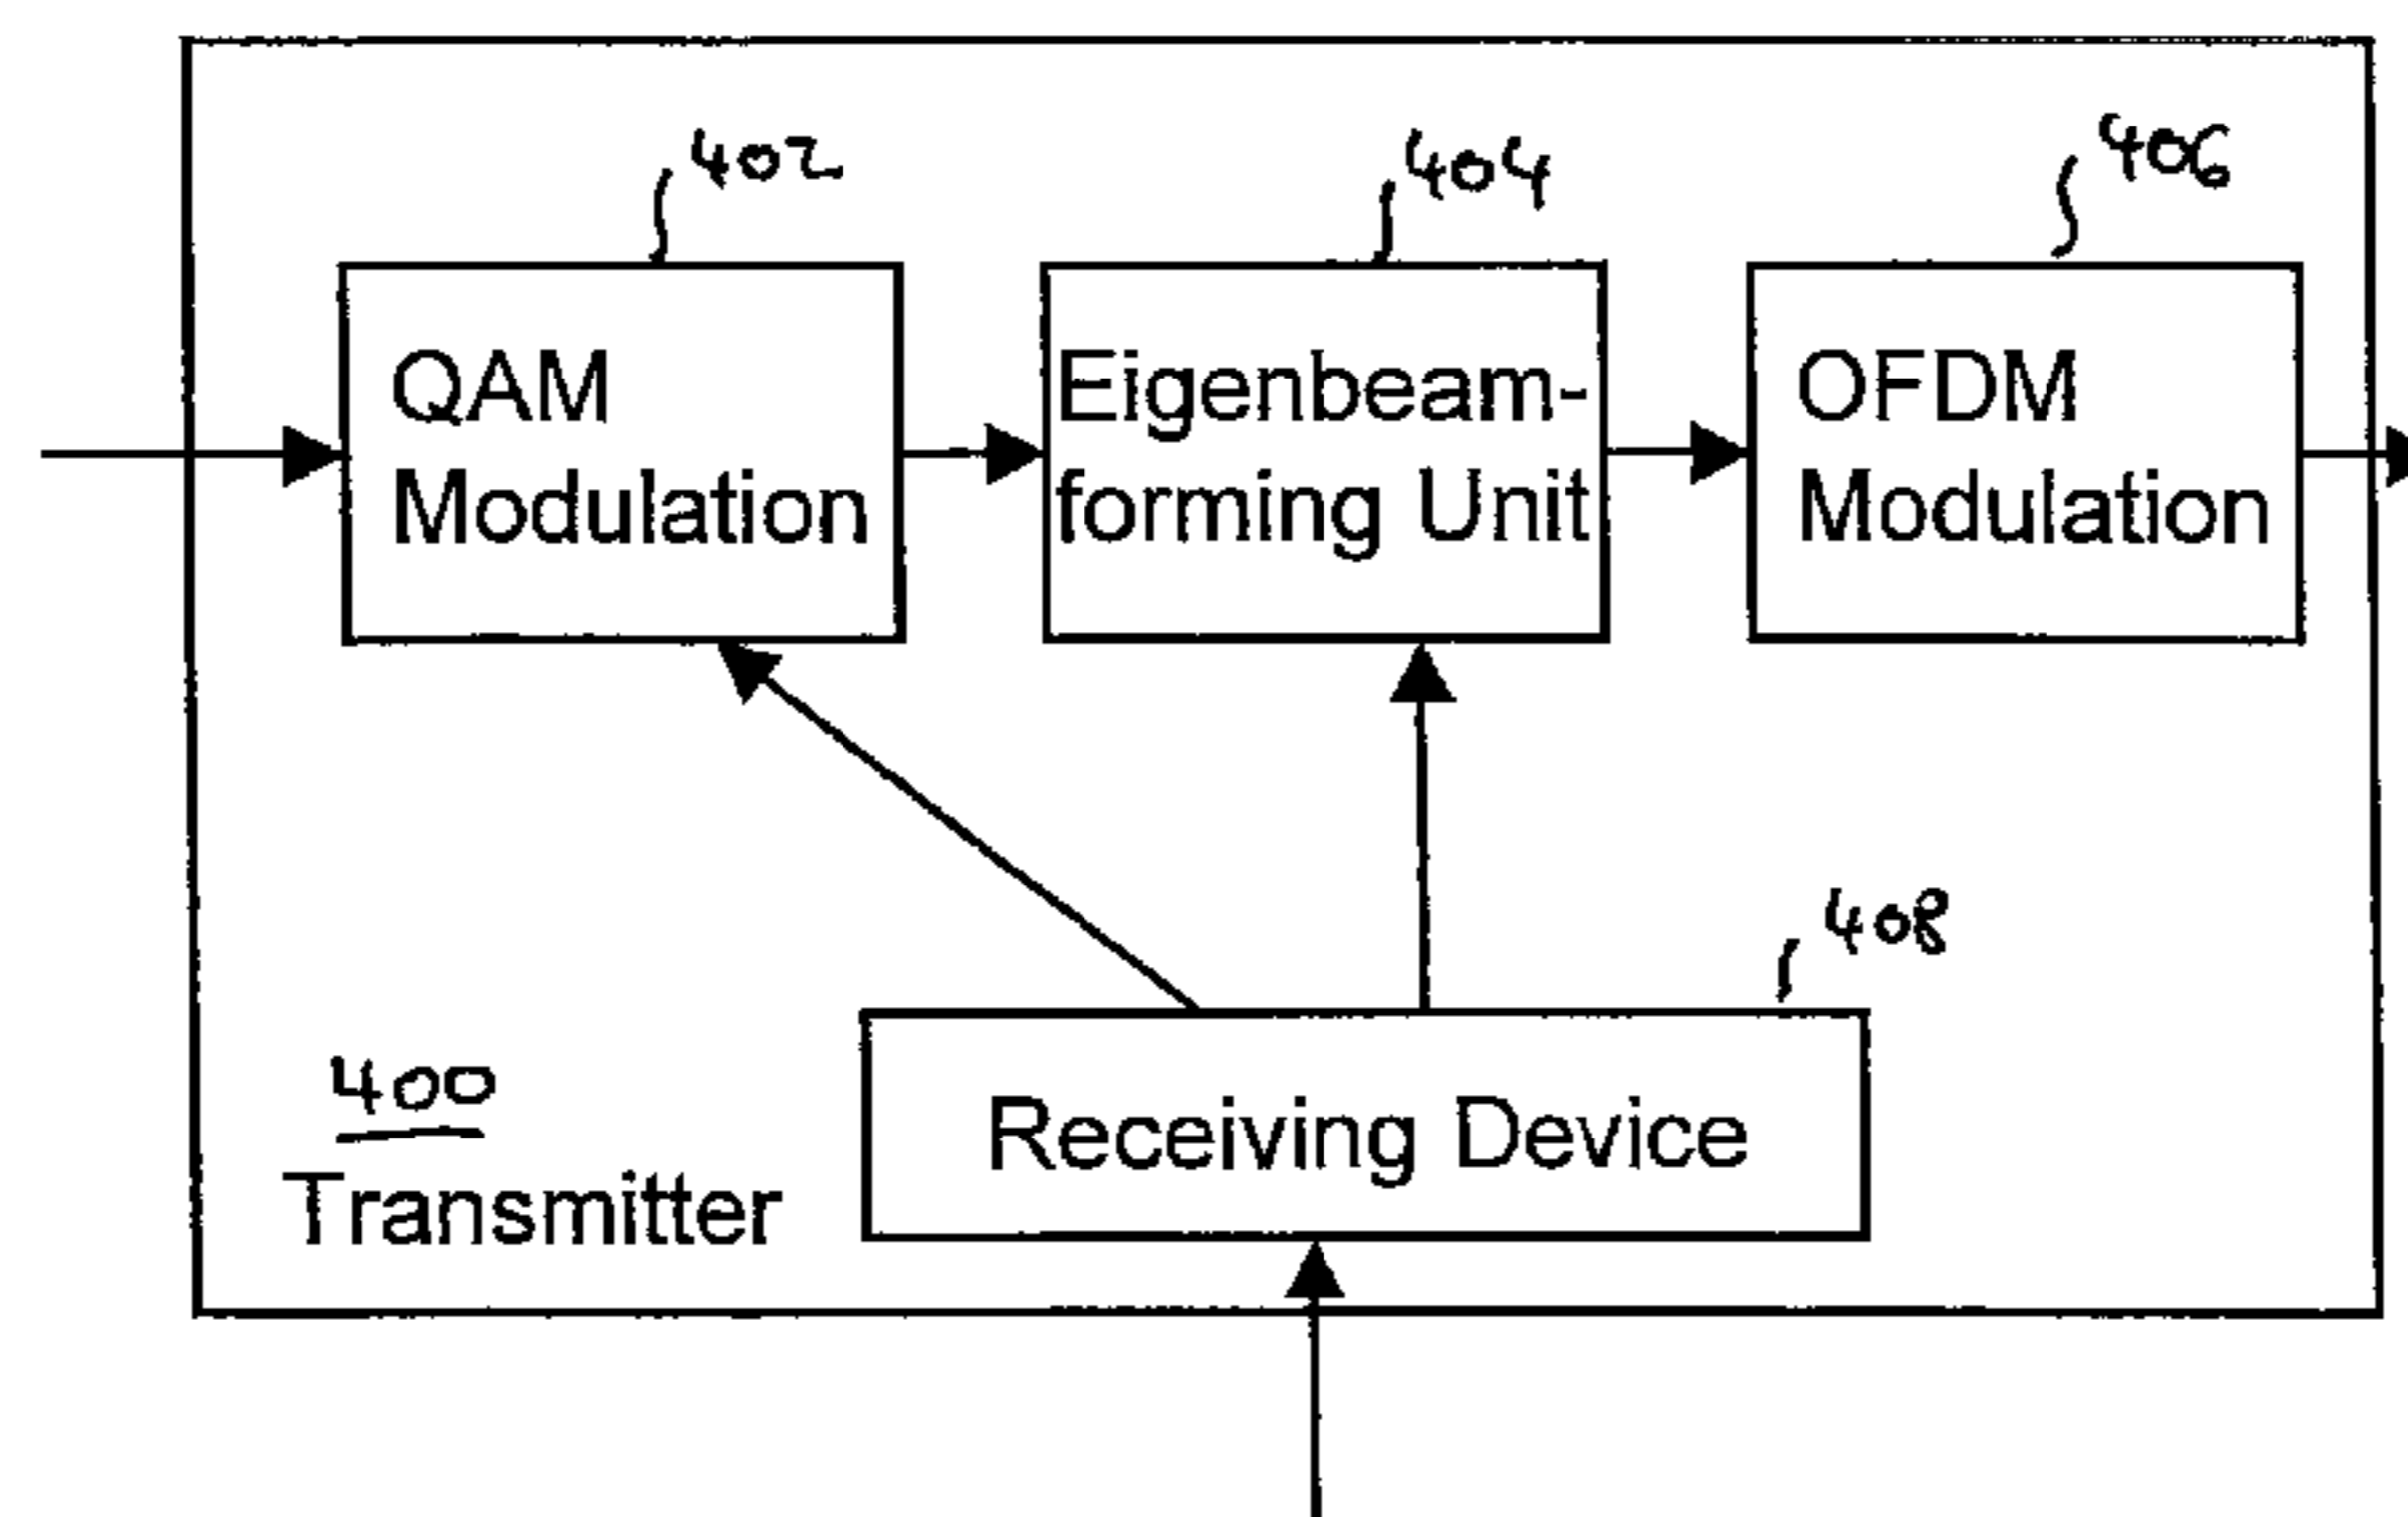 402
404
406
QAM
Modulation
Eigenbeam-
forming Unit
OFDM
Modulation
408
Receiving Device
400
Transmitter